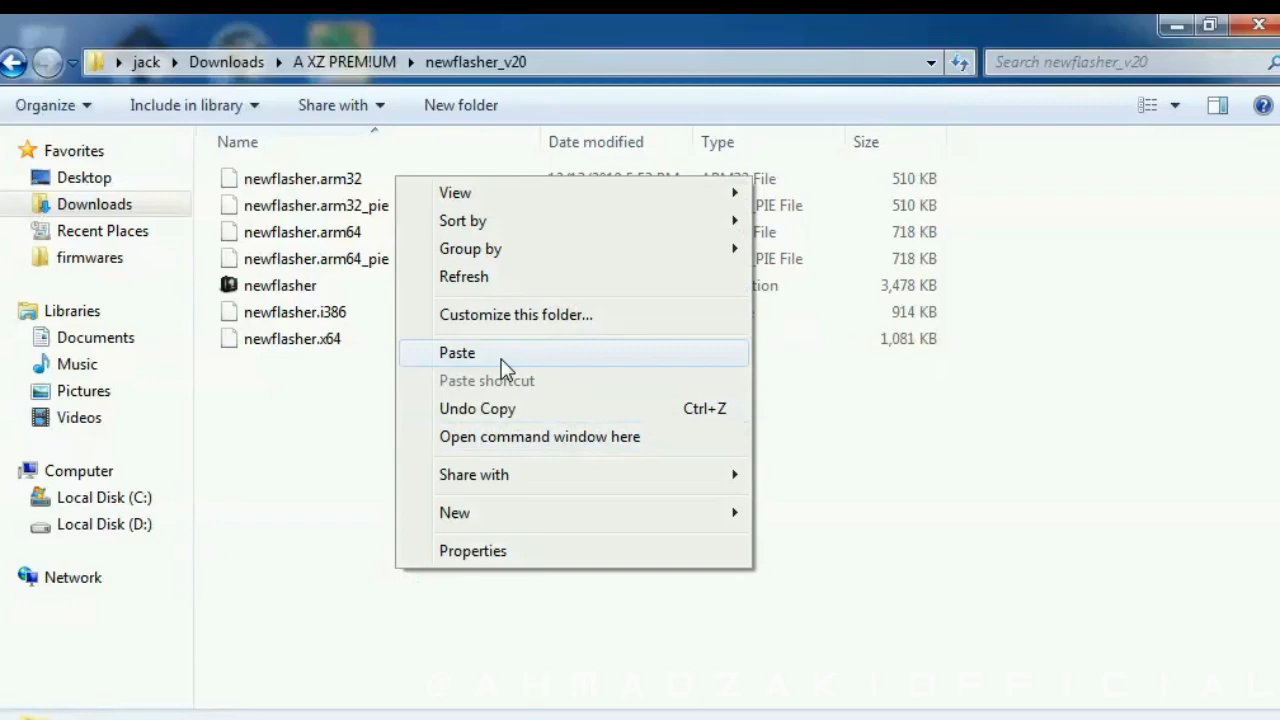 jack Downloads A XZ PREM!UM newflasher_v20 Search newflasher_v20
Organize Include in library Share with New folder
Name Date modified Type Size
Favorites
Desktop
Downloads
Recent Places
firmwares
Libraries
Documents
Music
Pictures
Videos
Computer
Local Disk (C:)
Local Disk (D:)
Network
newflasher.arm32 File 510 KB
newflasher.arm32_pie PIE File 510 KB
newflasher.arm64 File 718 KB
newflasher.arm64_pie PIE File 718 KB
newflasher 3,478 KB
newflasher.i386 914 KB
newflasher.x64 1,081 KB
View
Sort by
Group by
Refresh
Customize this folder...
Paste
Paste shortcut
Undo Copy Ctrl+Z
Open command window here
Share with
New
Properties
@AHMADZAKIOFFICIAL